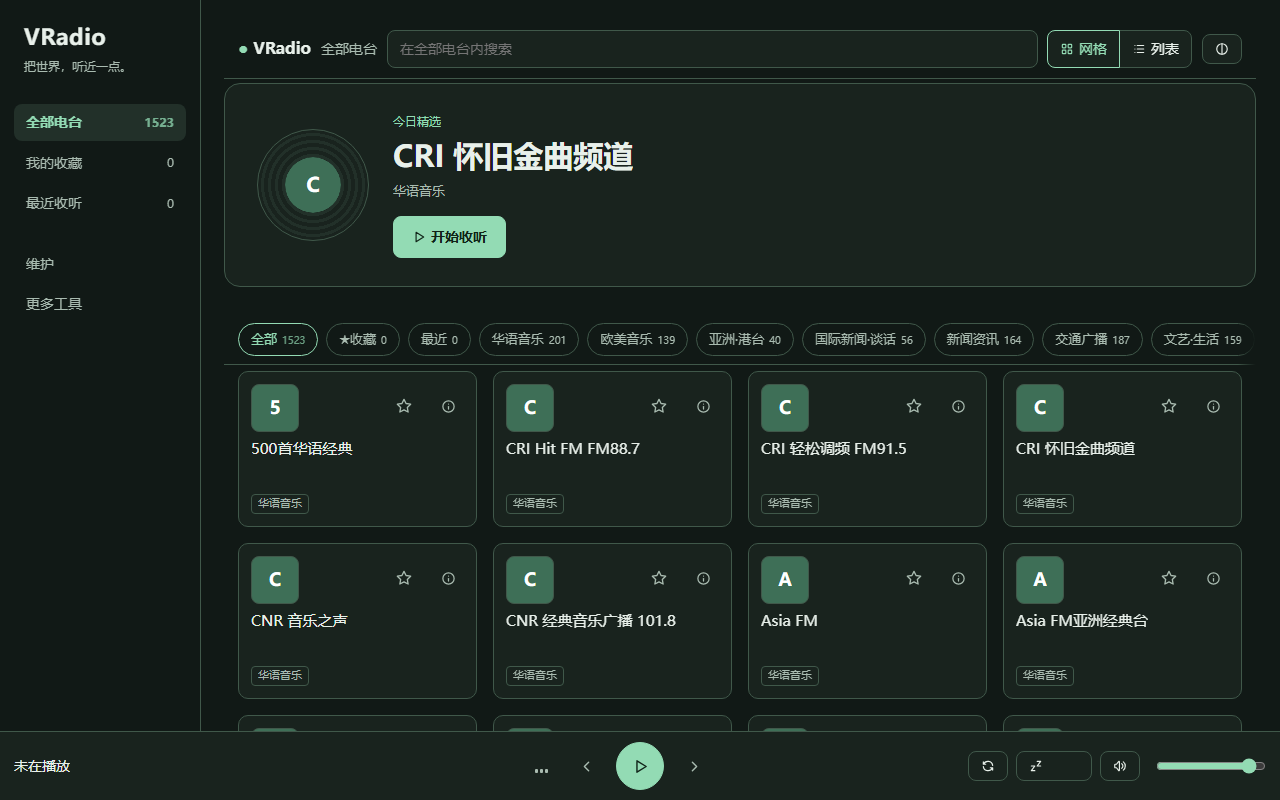 VRadio
把世界，听近一点。
全部电台 1523
我的收藏 0
最近收听 0
维护
更多工具
VRadio 全部电台 在全部电台内搜索 网格 列表
C
今日精选
CRI 怀旧金曲频道
华语音乐
开始收听
全部 1523 ★收藏 0 最近 0 华语音乐 201 欧美音乐 139 亚洲·港台 40 国际新闻·谈话 56 新闻资讯 164 交通广播 187 文艺·生活 159
5 C C C
500首华语经典 CRI Hit FM FM88.7 CRI 轻松调频 FM91.5 CRI 怀旧金曲频道
华语音乐 华语音乐 华语音乐 华语音乐
C C A A
CNR 音乐之声 CNR 经典音乐广播 101.8 Asia FM Asia FM亚洲经典台
华语音乐 华语音乐 华语音乐 华语音乐
未在播放 ... zZ